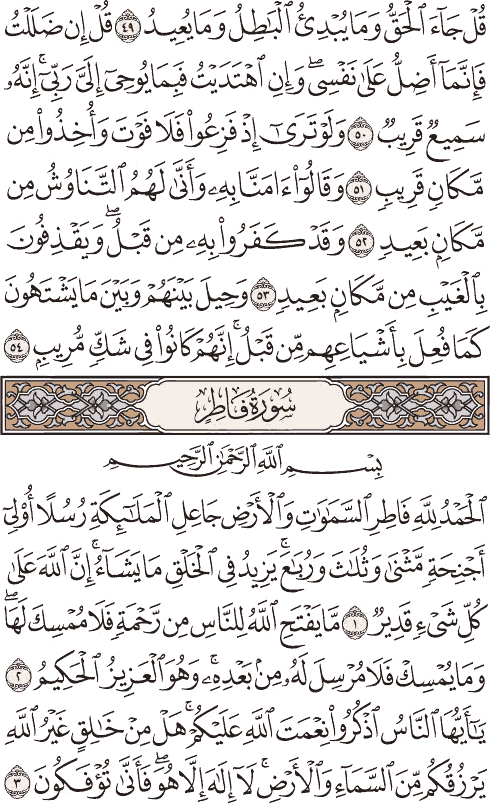 قُلۡ جَآءَ ٱلۡحَقُّ وَمَا يُبۡدِئُ ٱلۡبَٰطِلُ وَمَا يُعِيدُ ٤٩ قُلۡ إِن ضَلَلۡتُ
فَإِنَّمَآ أَضِلُّ عَلَىٰ نَفۡسِيۖ وَإِنِ ٱهۡتَدَيۡتُ فَبِمَا يُوحِيٓ إِلَيَّ رَبِّيٓۚ إِنَّهُۥ
سَمِيعٞ قَرِيبٞ ٥٠ وَلَوۡ تَرَىٰٓ إِذۡ فَزِعُواْ فَلَا فَوۡتَ وَأُخِذُواْ مِن
مَّكَانٖ قَرِيبٖ ٥١ وَقَالُوٓاْ ءَامَنَّا بِهِۦ وَأَنَّىٰ لَهُمُ ٱلتَّنَاوُشُ مِن
مَّكَانِۭ بَعِيدٖ ٥٢ وَقَدۡ كَفَرُواْ بِهِۦ مِن قَبۡلُۖ وَيَقۡذِفُونَ
بِٱلۡغَيۡبِ مِن مَّكَانِۭ بَعِيدٖ ٥٣ وَحِيلَ بَيۡنَهُمۡ وَبَيۡنَ مَا يَشۡتَهُونَ
كَمَا فُعِلَ بِأَشۡيَاعِهِم مِّن قَبۡلُۚ إِنَّهُمۡ كَانُواْ فِي شَكّٖ مُّرِيبِۭ ٥٤
سُورَةُ فَاطِرٍ
بِسۡمِ ٱللَّهِ ٱلرَّحۡمَٰنِ ٱلرَّحِيمِ
ٱلۡحَمۡدُ لِلَّهِ فَاطِرِ ٱلسَّمَٰوَٰتِ وَٱلۡأَرۡضِ جَاعِلِ ٱلۡمَلَٰٓئِكَةِ رُسُلًا أُوْلِيٓ
أَجۡنِحَةٖ مَّثۡنَىٰ وَثُلَٰثَ وَرُبَٰعَۚ يَزِيدُ فِي ٱلۡخَلۡقِ مَا يَشَآءُۚ إِنَّ ٱللَّهَ عَلَىٰ
كُلِّ شَيۡءٖ قَدِيرٞ ١ مَّا يَفۡتَحِ ٱللَّهُ لِلنَّاسِ مِن رَّحۡمَةٖ فَلَا مُمۡسِكَ لَهَاۖ
وَمَا يُمۡسِكۡ فَلَا مُرۡسِلَ لَهُۥ مِنۢ بَعۡدِهِۦۚ وَهُوَ ٱلۡعَزِيزُ ٱلۡحَكِيمُ ٢
يَٰٓأَيُّهَا ٱلنَّاسُ ٱذۡكُرُواْ نِعۡمَتَ ٱللَّهِ عَلَيۡكُمۡۚ هَلۡ مِنۡ خَٰلِقٍ غَيۡرُ ٱللَّهِ
يَرۡزُقُكُم مِّنَ ٱلسَّمَآءِ وَٱلۡأَرۡضِۚ لَآ إِلَٰهَ إِلَّا هُوَۖ فَأَنَّىٰ تُؤۡفَكُونَ ٣